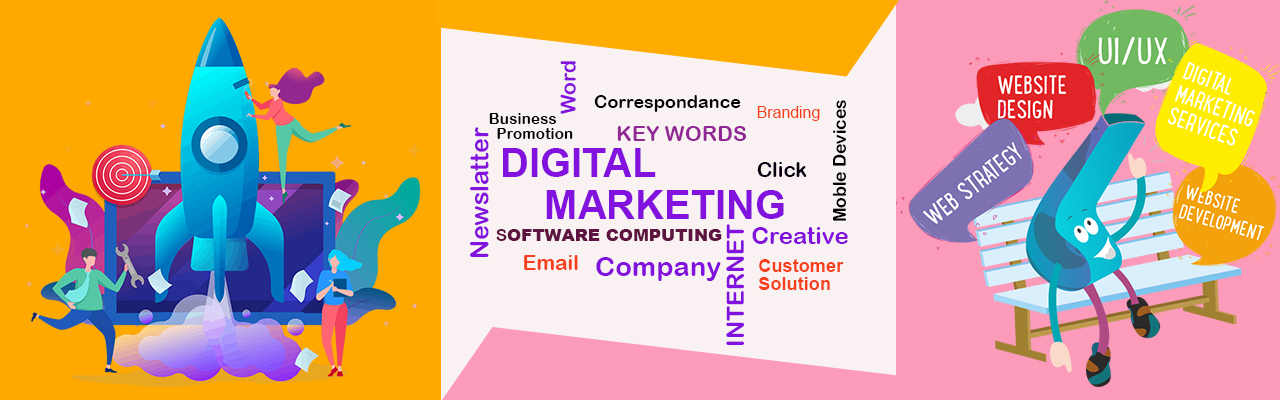 Word
Correspondance
Branding
Business
Promotion
KEY WORDS
Newslatter
DIGITAL
MARKETING
Click
Moble Devices
SOFTWARE COMPUTING
INTERNET
Creative
Email
Company
Customer
Solution
UI/UX
WEBSITE
DESIGN
DIGITAL
MARKETING
SERVICES
WEB STRATEGY
WEBSITE
DEVELOPMENT